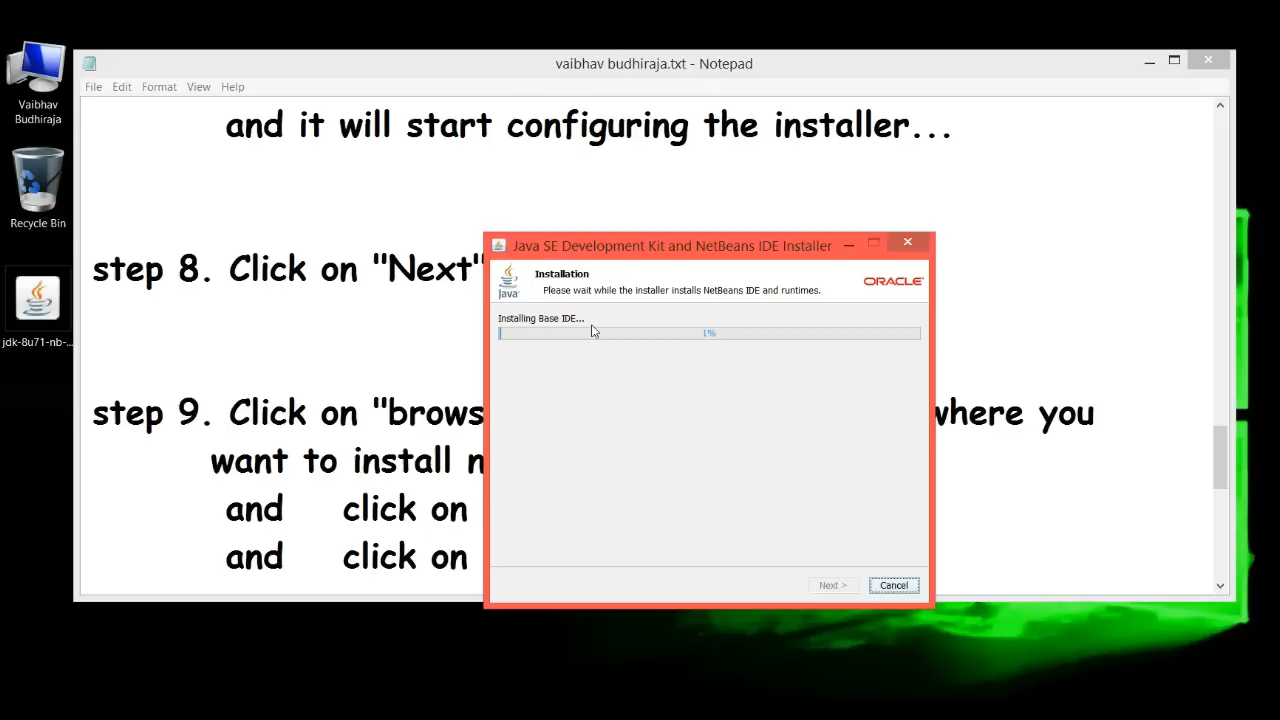 vaibhav budhiraja.txt - Notepad
File Edit Format View Help
Vaibhav
Budhiraja
Recycle Bin
jdk-8u71-nb-...
and it will start configuring the installer...
step 8. Click on "Next"
step 9. Click on "brows
where you
want to install n
and click on
and click on
Java SE Development Kit and NetBeans IDE Installer
Java
Installation
Please wait while the installer installs NetBeans IDE and runtimes.
ORACLE
Installing Base IDE...
1%
Next >
Cancel